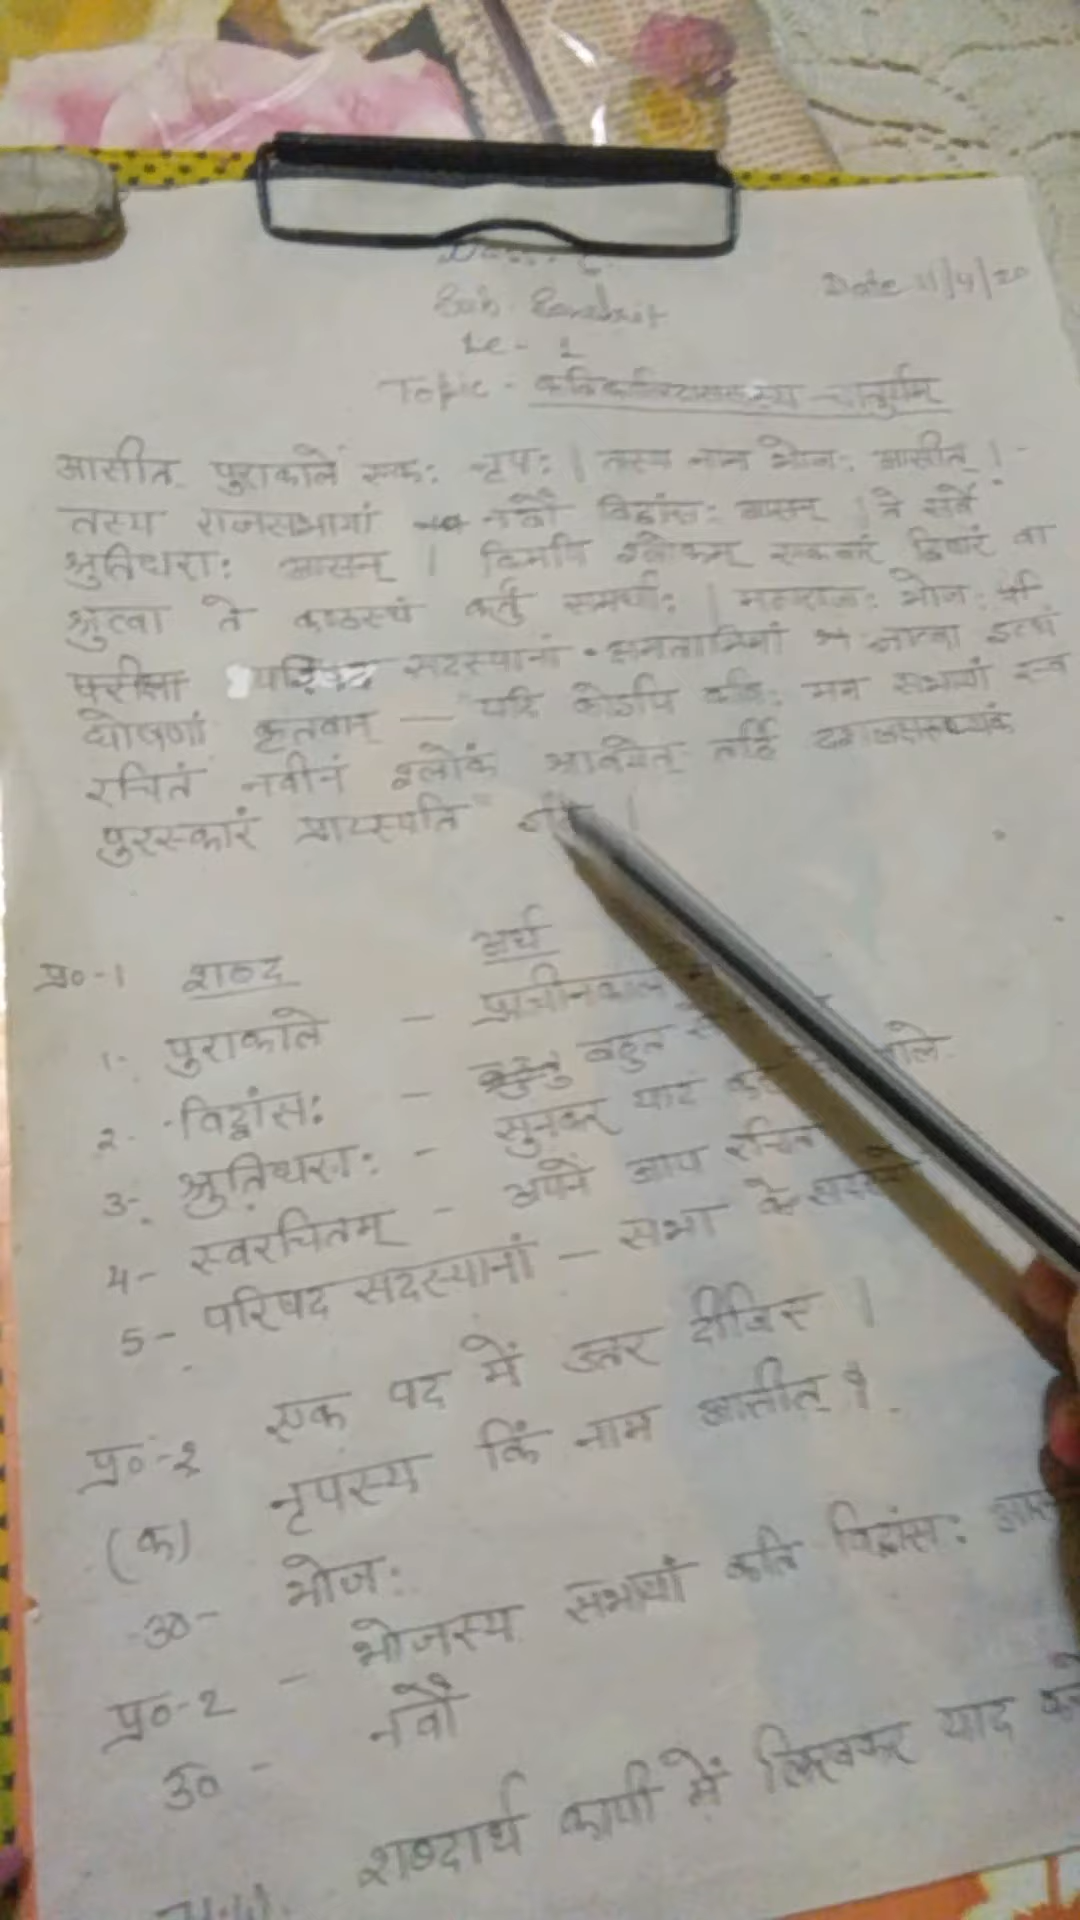 Date 11/4/20
Sub. Sanskrit
Le - 1
Topic - चातुर्यम्
आसीत् पुराकाले एक: नृप: | तस्य नाम भोज: आसीत् |
तस्य राजसभायां नवौ विद्वांस: आसन् | ते सर्वे
श्रुतिधरा: आसन् | किमपि श्लोकम् एकवारं द्विवारं वा
श्रुत्वा ते कण्ठस्थं कर्तुं समर्था: | महाराज: भोज:
परीक्षा परिषद सदस्यानां ज्ञात्वा इत्थं
घोषणां कृतवान् — "यदि कोऽपि कवि: मम सभायां स्व
रचितं नवीनं श्लोकं श्रावयेत् तर्हि
पुरस्कारं प्राप्स्यति" |
प्र०-1 शब्द अर्थ
1- पुराकाले - प्राचीनकाल
2- विद्वांस: - बहुत
3- श्रुतिधरा: - सुनकर याद वाले
4- स्वरचितम् - अपने आप रचित
5- परिषद सदस्यानां - सभा के
प्र०-2 एक पद में उत्तर दीजिए |
(क) नृपस्य किं नाम आसीत् ?
उ०- भोज:
प्र०-2 - भोजस्य सभायां कति विद्वांस:
उ० - नवौ
H.W. शब्दार्थ कापी में लिखकर याद